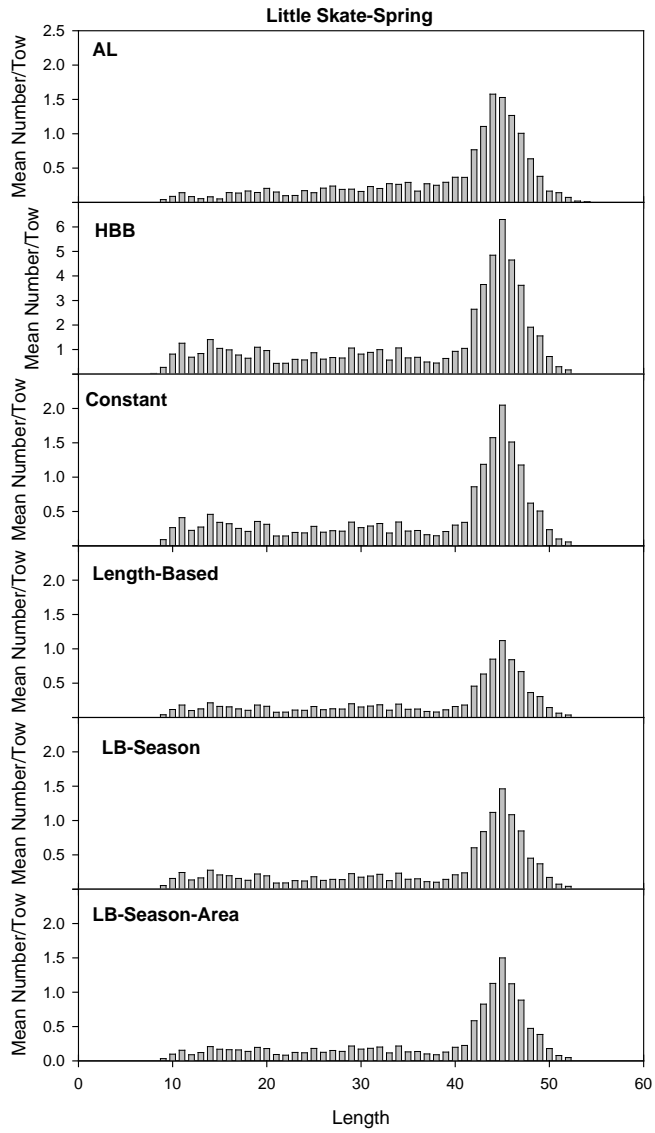 Little Skate-Spring
2.5
AL
2.0
1.5
1.0
0.5
Mean Number/Tow
HBB
6
5
4
3
2
1
Mean Number/Tow
Constant
2.0
1.5
1.0
0.5
Mean Number/Tow
Length-Based
2.0
1.5
1.0
0.5
Mean Number/Tow
LB-Season
2.0
1.5
1.0
0.5
Mean Number/Tow
LB-Season-Area
2.0
1.5
1.0
0.5
0.0
Mean Number/Tow
0 10 20 30 40 50 60
Length